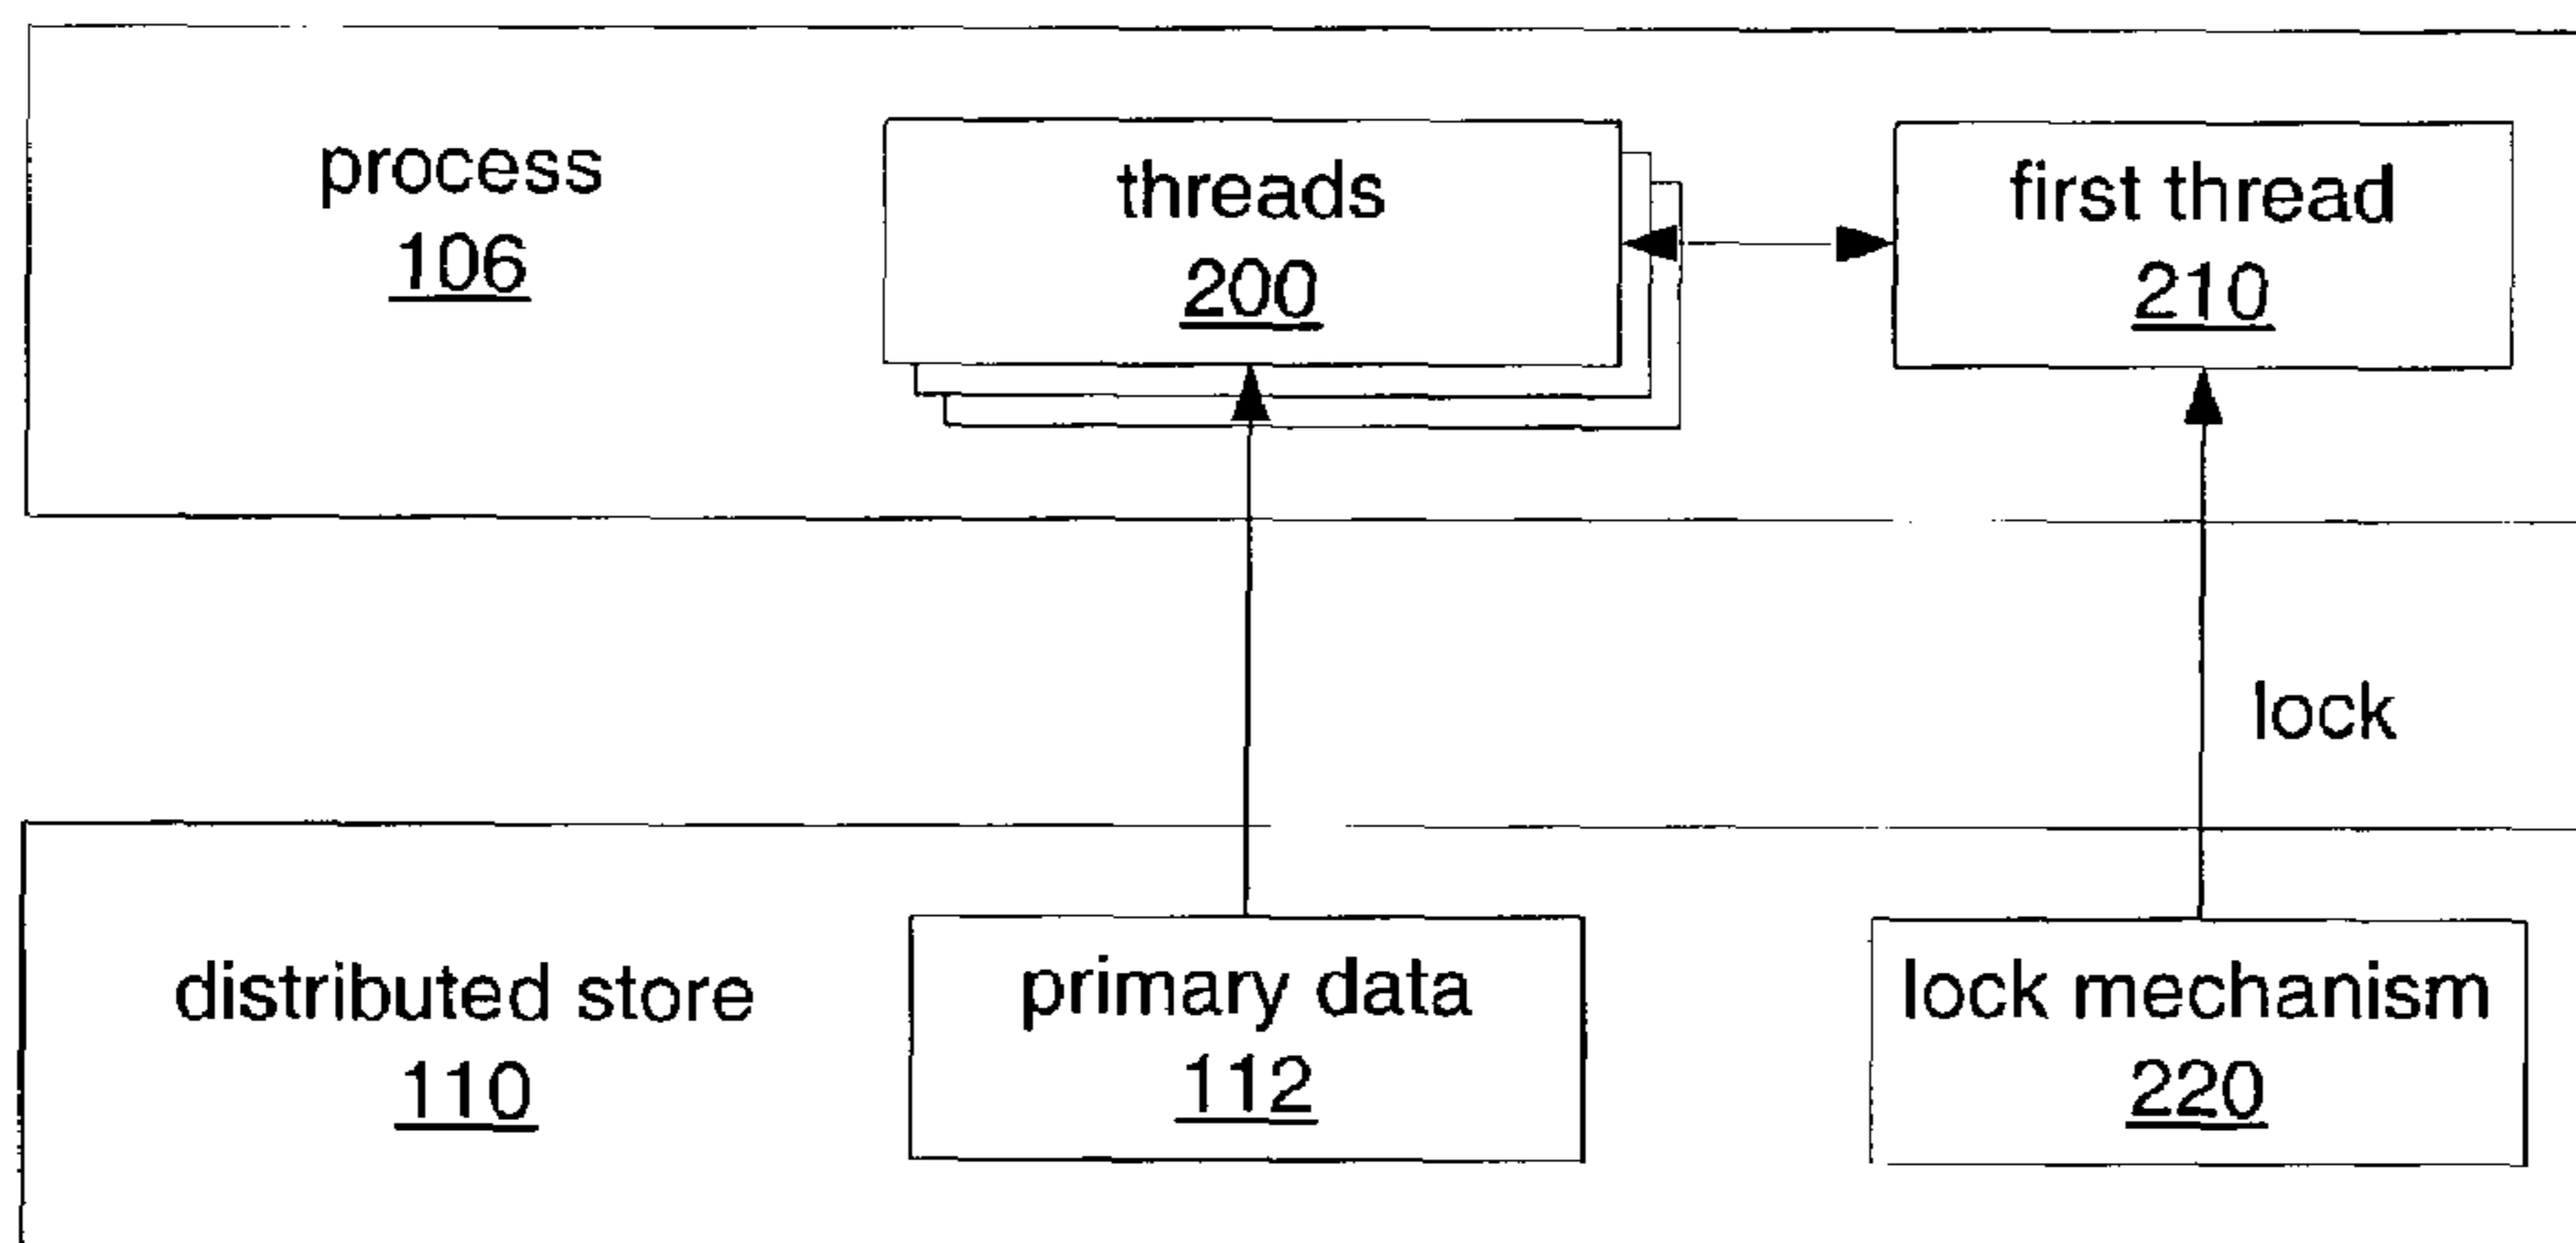 process
106
threads
200
first thread
210
lock
distributed store
110
primary data
112
lock mechanism
220